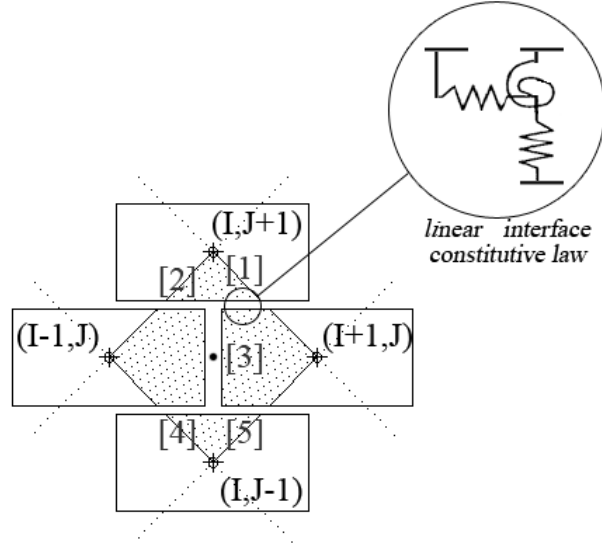 linear interface
constitutive law
(I,J+1)
[2] [1]
(I-1,J) (I+1,J)
[3]
[4] [5]
(I,J-1)